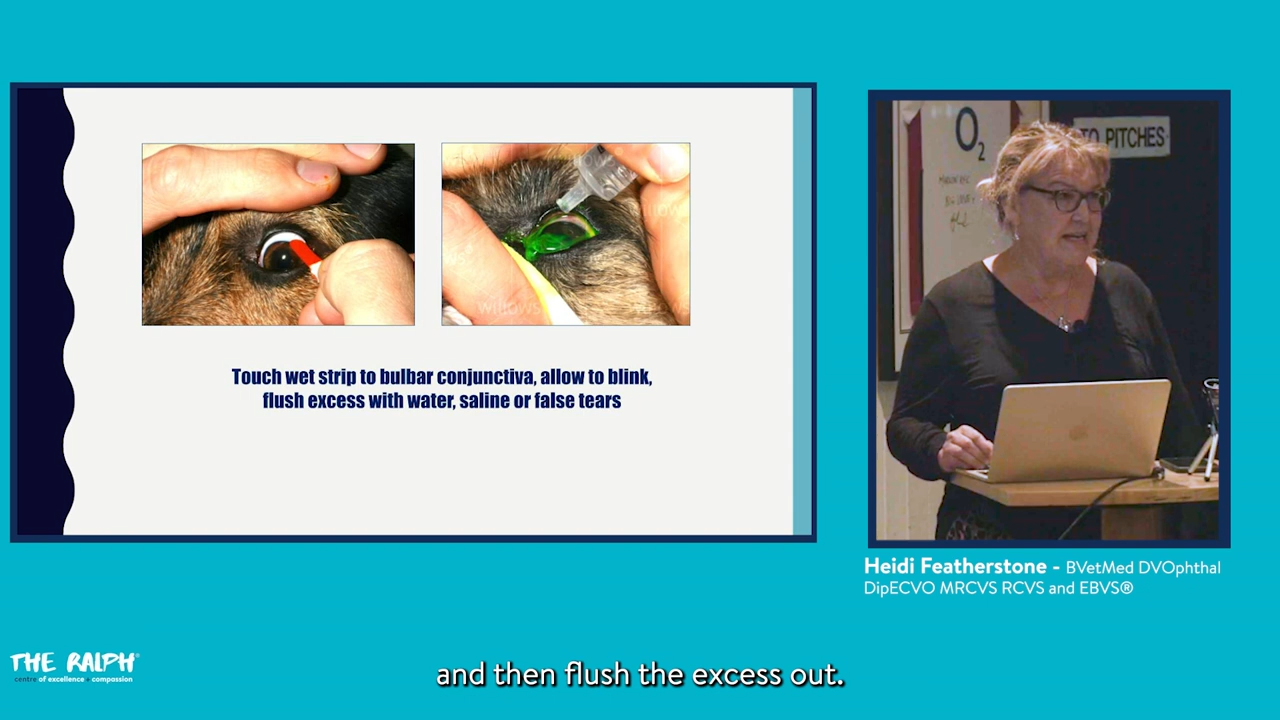 O2
TO PITCHES
willows
Touch wet strip to bulbar conjunctiva, allow to blink,
flush excess with water, saline or false tears
Heidi Featherstone - BVetMed DVOphthal
DipECVO MRCVS RCVS and EBVS®
THE RALPH®
centre of excellence + compassion
and then flush the excess out.